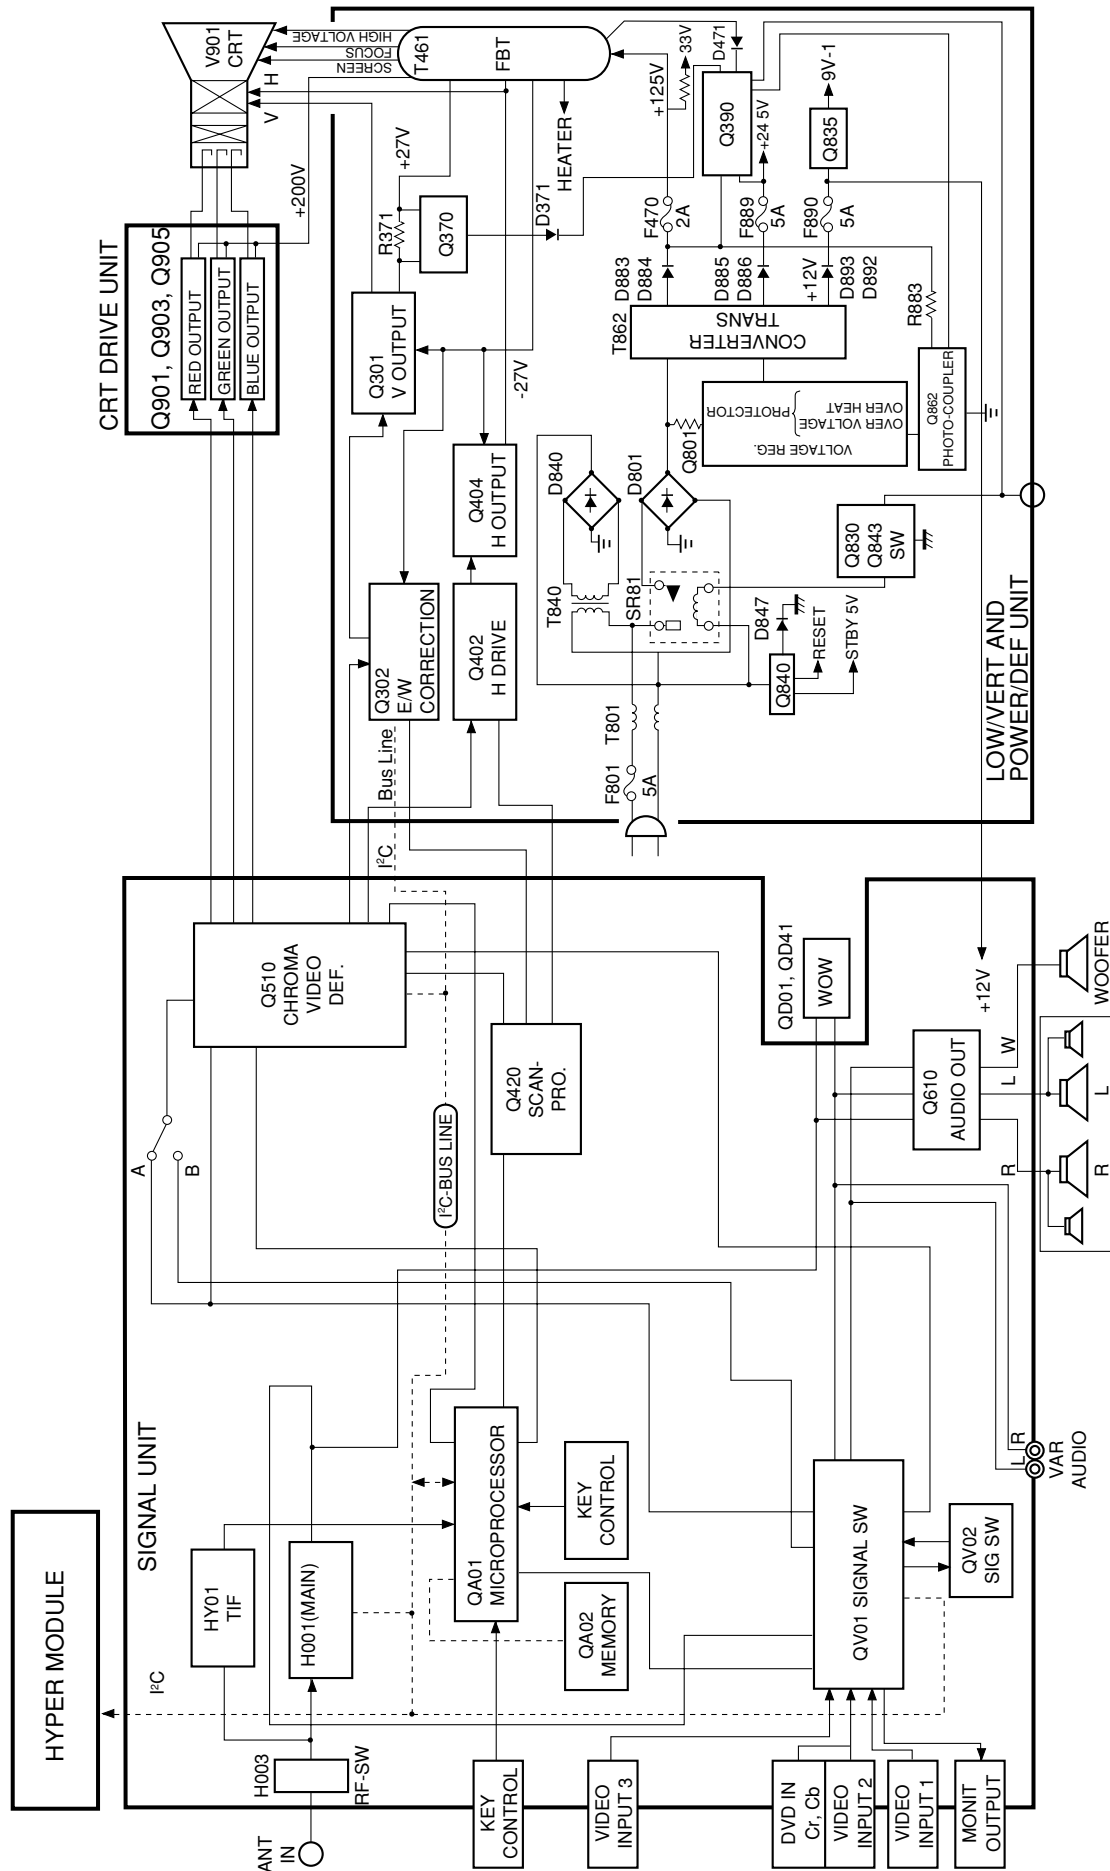 HYPER MODULE
SIGNAL UNIT
I²C
ANT
IN
H003
RF-SW
HY01
TIF
H001(MAIN)
KEY
CONTROL
QA01
MICROPROCESSOR
QA02
MEMORY
KEY
CONTROL
VIDEO
INPUT 3
DVD IN
Cr, Cb
VIDEO
INPUT 2
VIDEO
INPUT 1
MONIT
OUTPUT
QV01 SIGNAL SW
QV02
SIG SW
L
R
VAR
AUDIO
A
B
I²C-BUS LINE
Q510
CHROMA
VIDEO
DEF.
Q420
SCAN-
PRO.
QD01, QD41
WOW
Q610
AUDIO OUT
R
L
W
+12V
R
L
WOOFER
CRT DRIVE UNIT
Q901, Q903, Q905
RED OUTPUT
GREEN OUTPUT
BLUE OUTPUT
+200V
V901
CRT
V
H
HIGH VOLTAGE
FOCUS
SCREEN
T461
FBT
I²C
Bus Line
Q302
E/W
CORRECTION
Q301
V OUTPUT
R371
+27V
Q370
D371
HEATER
Q402
H DRIVE
Q404
H OUTPUT
-27V
F801
5A
T801
T840
D840
SR81
D801
Q801
D847
Q840
RESET
STBY 5V
Q830
Q843
SW
VOLTAGE REG.
OVER VOLTAGE
OVER HEAT
PROTECTOR
Q862
PHOTO-COUPLER
R883
T862
CONVERTER
TRANS
D883
D884
D885
D886
+12V
D893
D892
F470
2A
F889
5A
F890
5A
+125V
33V
D471
Q390
+24 5V
Q835
9V-1
LOW/VERT AND
POWER/DEF UNIT